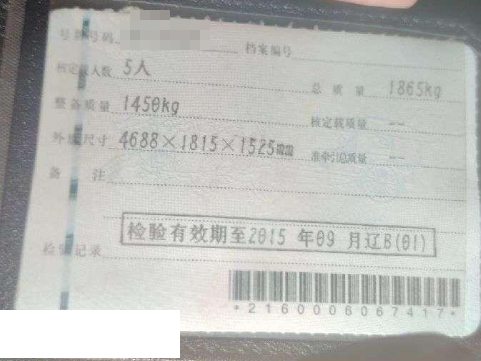 号牌号码 档案编号
核定载人数 5人 总质量 1865kg
整备质量 1450kg 核定载质量 --
外廓尺寸 4688×1815×1525mm 准牵引总质量 --
备注
检验有效期至2015年09月辽B(01)
检验记录
*2160006067417*